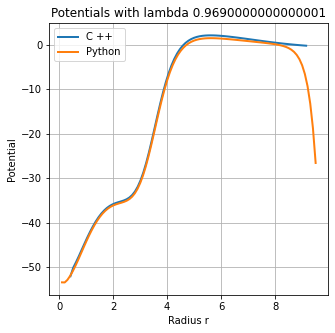 Potentials with lambda 0.9690000000000001
C ++
Python
0
−10
−20
−30
−40
−50
Potential
0 2 4 6 8
Radius r